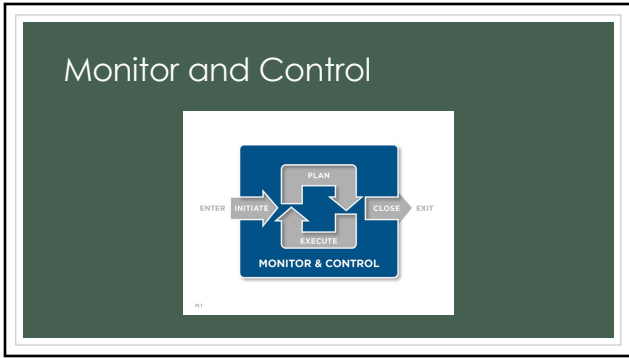 Monitor and Control
PLAN
ENTER INITIATE CLOSE EXIT
EXECUTE
MONITOR & CONTROL